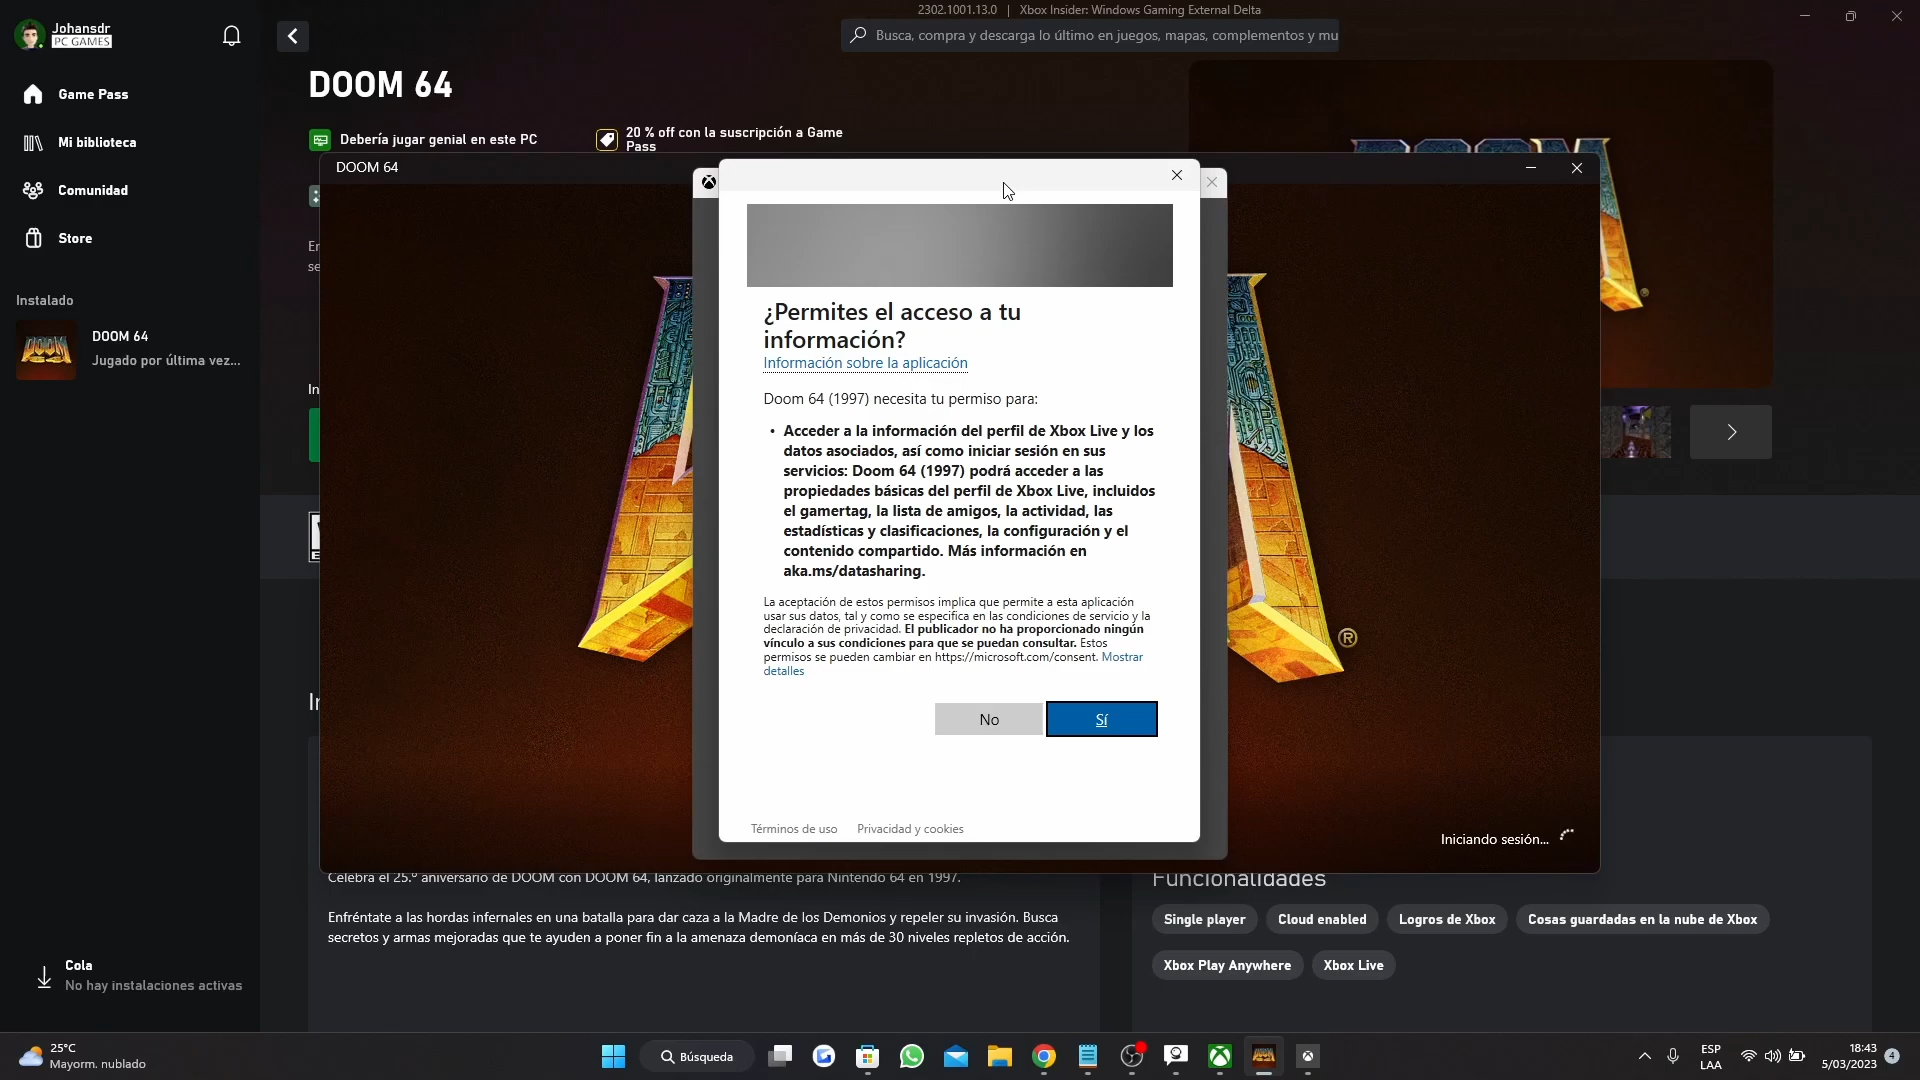 2302.1001.13.0 | Xbox Insider: Windows Gaming External Delta
Johansdr
PC GAMES
Busca, compra y descarga lo último en juegos, mapas, complementos y mu
Game Pass
Mi biblioteca
Comunidad
Store
Instalado
DOOM 64
Jugado por última vez...
Cola
No hay instalaciones activas
DOOM 64
Debería jugar genial en este PC
20 % off con la suscripción a Game
Pass
DOOM 64
¿Permites el acceso a tu
información?
Información sobre la aplicación
Doom 64 (1997) necesita tu permiso para:
• Acceder a la información del perfil de Xbox Live y los
datos asociados, así como iniciar sesión en sus
servicios: Doom 64 (1997) podrá acceder a las
propiedades básicas del perfil de Xbox Live, incluidos
el gamertag, la lista de amigos, la actividad, las
estadísticas y clasificaciones, la configuración y el
contenido compartido. Más información en
aka.ms/datasharing.
La aceptación de estos permisos implica que permite a esta aplicación
usar sus datos, tal y como se especifica en las condiciones de servicio y la
declaración de privacidad. El publicador no ha proporcionado ningún
vínculo a sus condiciones para que se puedan consultar. Estos
permisos se pueden cambiar en https://microsoft.com/consent. Mostrar
detalles
No
Sí
Términos de uso
Privacidad y cookies
Iniciando sesión...
®
Celebra el 25.º aniversario de DOOM con DOOM 64, lanzado originalmente para Nintendo 64 en 1997.
Enfréntate a las hordas infernales en una batalla para dar caza a la Madre de los Demonios y repeler su invasión. Busca
secretos y armas mejoradas que te ayuden a poner fin a la amenaza demoníaca en más de 30 niveles repletos de acción.
Funcionalidades
Single player
Cloud enabled
Logros de Xbox
Cosas guardadas en la nube de Xbox
Xbox Play Anywhere
Xbox Live
25°C
Mayorm. nublado
Búsqueda
ESP
LAA
18:43
5/03/2023
4